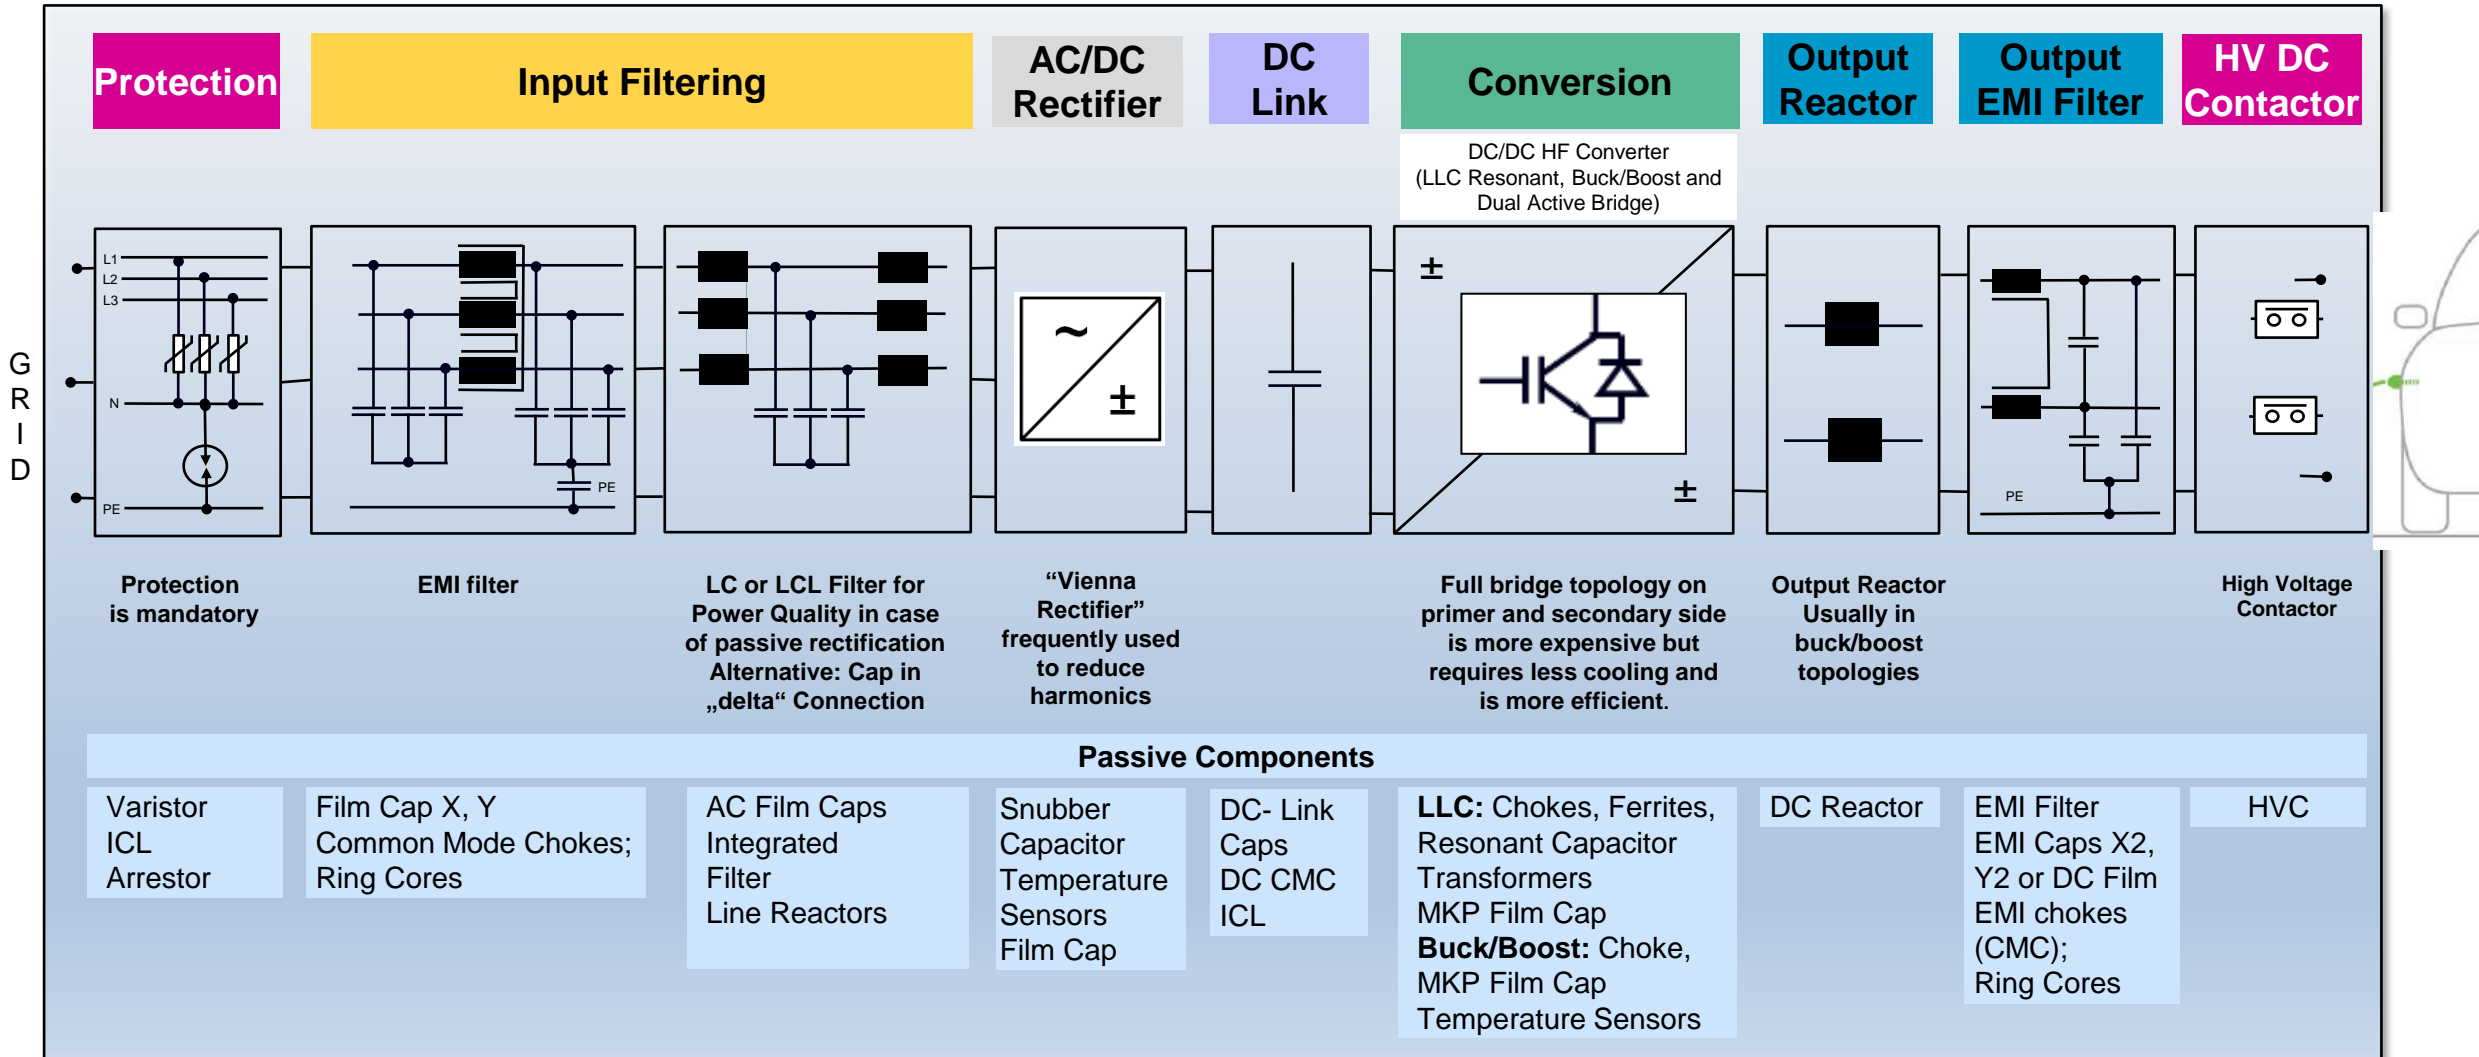 Protection
Input Filtering
AC/DC
Rectifier
DC
Link
Conversion
Output
Reactor
Output
EMI Filter
HV DC
Contactor
DC/DC HF Converter
(LLC Resonant, Buck/Boost and
Dual Active Bridge)
G
R
I
D
L1
L2
L3
N
PE
PE
~
±
±
±
PE
Protection
is mandatory
EMI filter
LC or LCL Filter for
Power Quality in case
of passive rectification
Alternative: Cap in
„delta“ Connection
“Vienna
Rectifier”
frequently used
to reduce
harmonics
Full bridge topology on
primer and secondary side
is more expensive but
requires less cooling and
is more efficient.
Output Reactor
Usually in
buck/boost
topologies
High Voltage
Contactor
Passive Components
Varistor
ICL
Arrestor
Film Cap X, Y
Common Mode Chokes;
Ring Cores
AC Film Caps
Integrated
Filter
Line Reactors
Snubber
Capacitor
Temperature
Sensors
Film Cap
DC- Link
Caps
DC CMC
ICL
LLC: Chokes, Ferrites,
Resonant Capacitor
Transformers
MKP Film Cap
Buck/Boost: Choke,
MKP Film Cap
Temperature Sensors
DC Reactor
EMI Filter
EMI Caps X2,
Y2 or DC Film
EMI chokes
(CMC);
Ring Cores
HVC